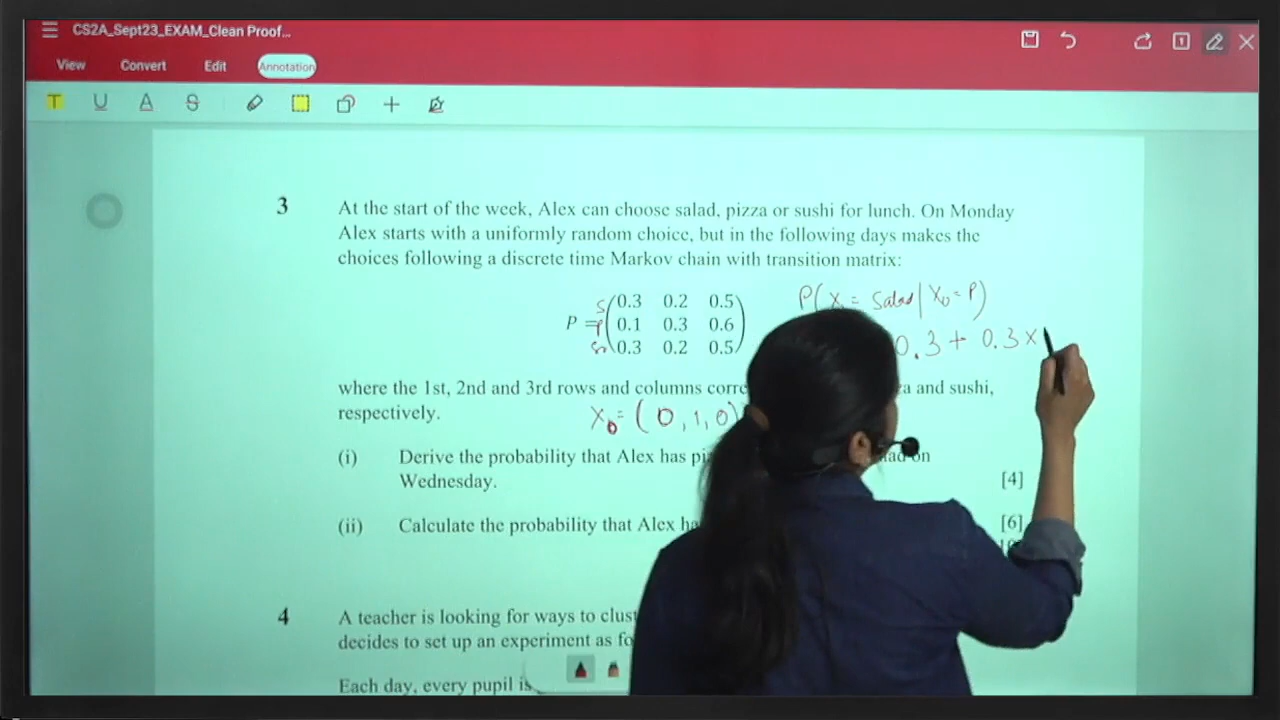 CS2A_Sept23_EXAM_Clean Proof...
View Convert Edit Annotation
T U A S
3 At the start of the week, Alex can choose salad, pizza or sushi for lunch. On Monday
Alex starts with a uniformly random choice, but in the following days makes the
choices following a discrete time Markov chain with transition matrix:
S 0.3 0.2 0.5 P( = Salad | X0 = P)
P = P 0.1 0.3 0.6 0.3 + 0.3 x
0.3 0.2 0.5
where the 1st, 2nd and 3rd rows and columns and sushi,
respectively. X0 = (0, 1, 0)
(i) Derive the probability that Alex has on
Wednesday. [4]
(ii) Calculate the probability that Alex [6]
4 A teacher is looking for ways to
decides to set up an experiment as
Each day, every pupil is